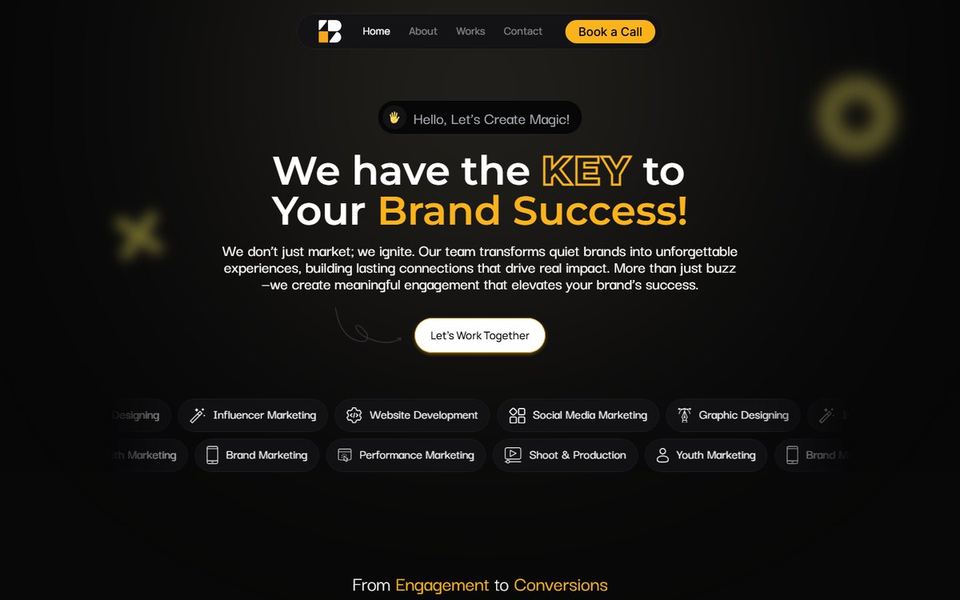 Home About Works Contact Book a Call
Hello, Let's Create Magic!
We have the KEY to
Your Brand Success!
We don't just market; we ignite. Our team transforms quiet brands into unforgettable
experiences, building lasting connections that drive real impact. More than just buzz
—we create meaningful engagement that elevates your brand's success.
Let's Work Together
Designing Influencer Marketing Website Development Social Media Marketing Graphic Designing
Marketing Brand Marketing Performance Marketing Shoot & Production Youth Marketing Brand
From Engagement to Conversions